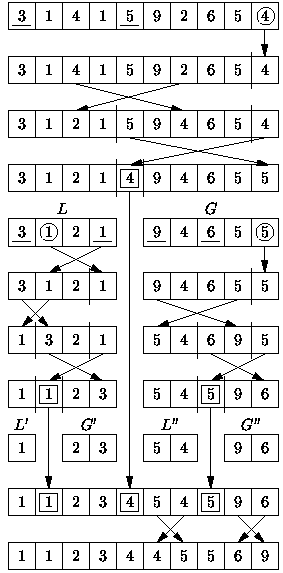 3 1 4 1 5 9 2 6 5 4
3 1 4 1 5 9 2 6 5 4
3 1 2 1 5 9 4 6 5 4
3 1 2 1 4 9 4 6 5 5
L G
3 1 2 1 9 4 6 5 5
3 1 2 1 9 4 6 5 5
1 3 2 1 5 4 6 9 5
1 1 2 3 5 4 5 9 6
L' G" L" G"'
1 2 3 5 4 9 6
1 1 2 3 4 5 4 5 9 6
1 1 2 3 4 4 5 5 6 9